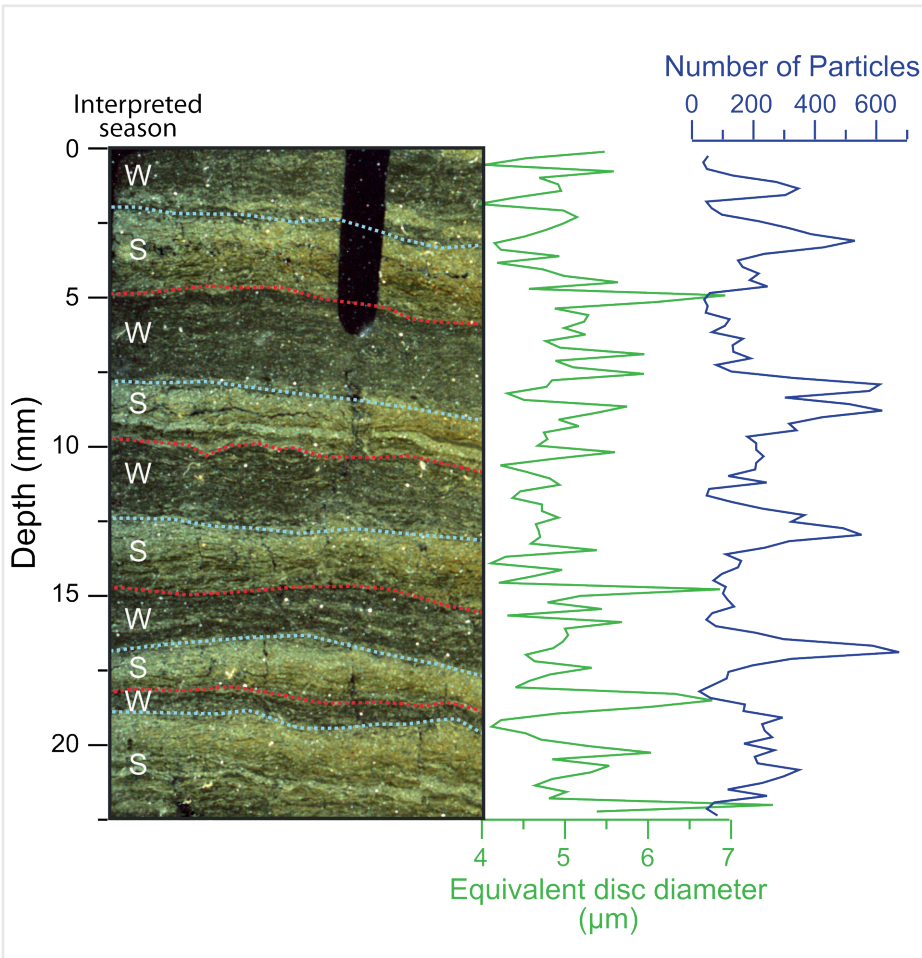 Number of Particles
0 200 400 600
Interpreted
season
0
W
S
5
W
S
10
W
S
15
W
S
W
20
S
Depth (mm)
4 5 6 7
Equivalent disc diameter
(μm)